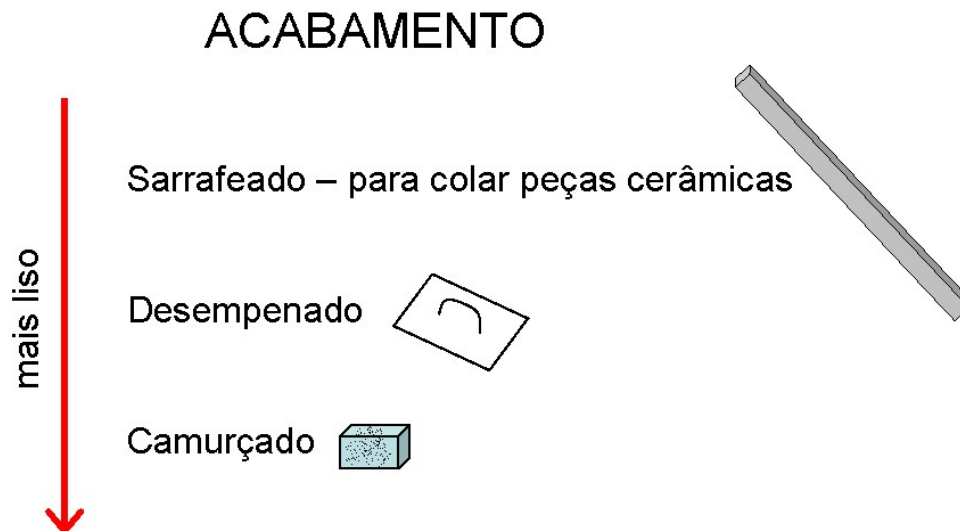 ACABAMENTO
Sarrafeado – para colar peças cerâmicas
mais liso
Desempenado
Camurçado